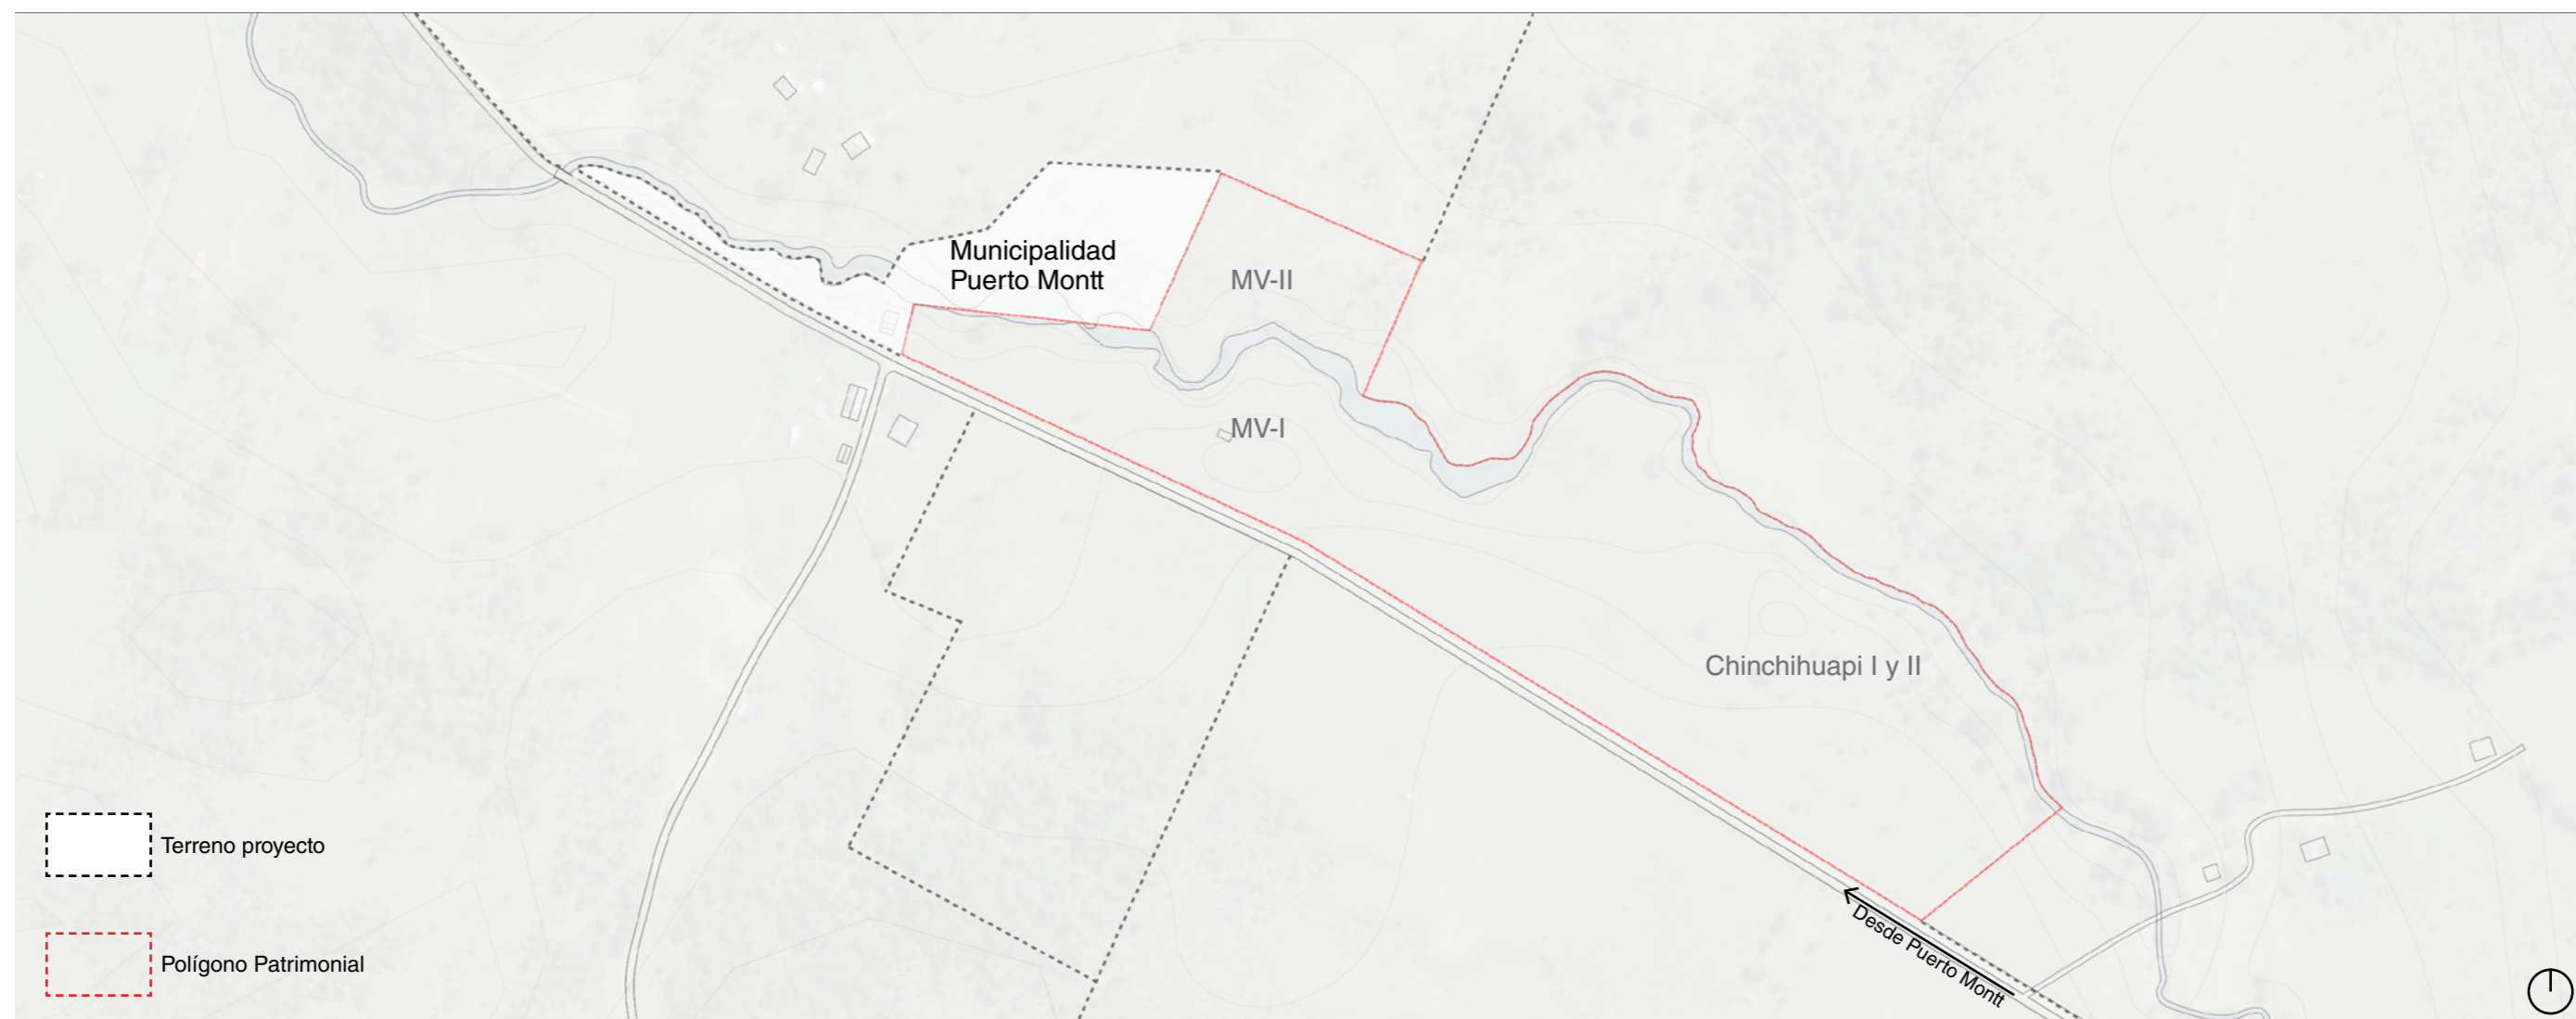 Municipalidad
Puerto Montt
MV-II
MV-I
Chinchihuapi I y II
Terreno proyecto
Polígono Patrimonial
Desde Puerto Montt